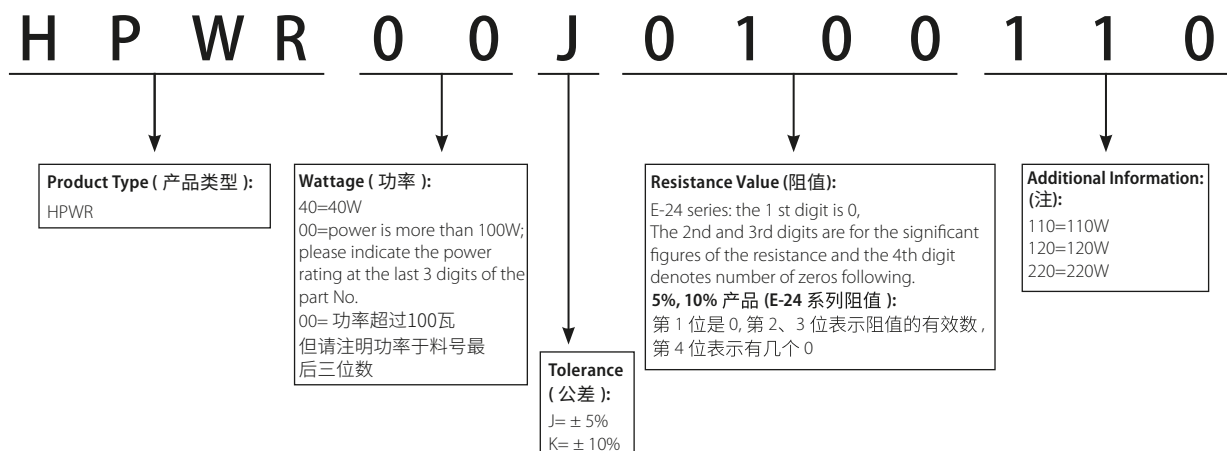 H P W R 0 0 J 0 1 0 0 1 1 0
Product Type ( 产品类型 ):
HPWR
Wattage ( 功率 ):
40=40W
00=power is more than 100W;
please indicate the power
rating at the last 3 digits of the
part No.
00= 功率超过100瓦
但请注明功率于料号最
后三位数
Tolerance
( 公差 ):
J= ± 5%
K= ± 10%
Resistance Value (阻值):
E-24 series: the 1 st digit is 0,
The 2nd and 3rd digits are for the significant
figures of the resistance and the 4th digit
denotes number of zeros following.
5%, 10% 产品 (E-24 系列阻值 ):
第 1 位是 0, 第 2、3 位表示阻值的有效数 ,
第 4 位表示有几个 0
Additional Information:
(注):
110=110W
120=120W
220=220W